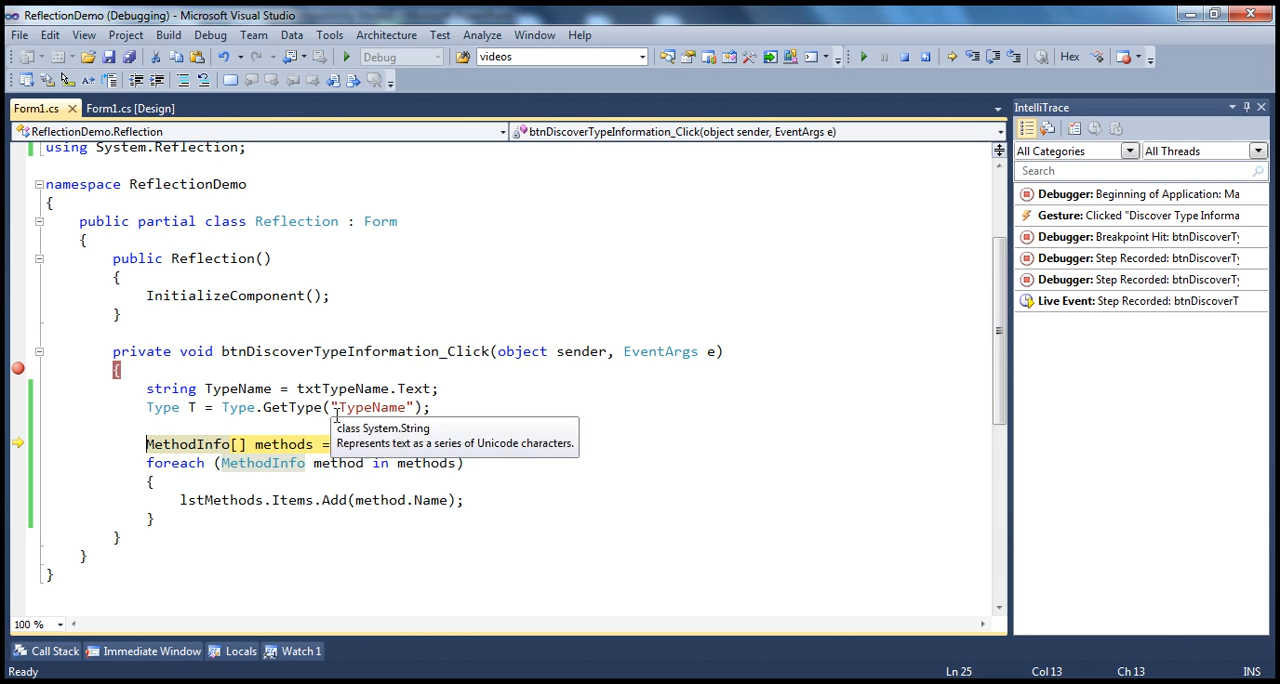 ReflectionDemo (Debugging) - Microsoft Visual Studio
File Edit View Project Build Debug Team Data Tools Architecture Test Analyze Window Help
Debug videos Hex
Form1.cs Form1.cs [Design] IntelliTrace
ReflectionDemo.Reflection btnDiscoverTypeInformation_Click(object sender, EventArgs e)
All Categories All Threads
Search
using System.Reflection;
namespace ReflectionDemo
{
public partial class Reflection : Form
{
public Reflection()
{
InitializeComponent();
}
private void btnDiscoverTypeInformation_Click(object sender, EventArgs e)
{
string TypeName = txtTypeName.Text;
Type T = Type.GetType("TypeName");
class System.String
Represents text as a series of Unicode characters.
MethodInfo[] methods =
foreach (MethodInfo method in methods)
{
lstMethods.Items.Add(method.Name);
}
}
}
}
Debugger: Beginning of Application: Ma
Gesture: Clicked "Discover Type Informa
Debugger: Breakpoint Hit: btnDiscoverTy
Debugger: Step Recorded: btnDiscoverTy
Debugger: Step Recorded: btnDiscoverTy
Live Event: Step Recorded: btnDiscoverT
100 %
Call Stack Immediate Window Locals Watch 1
Ready Ln 25 Col 13 Ch 13 INS